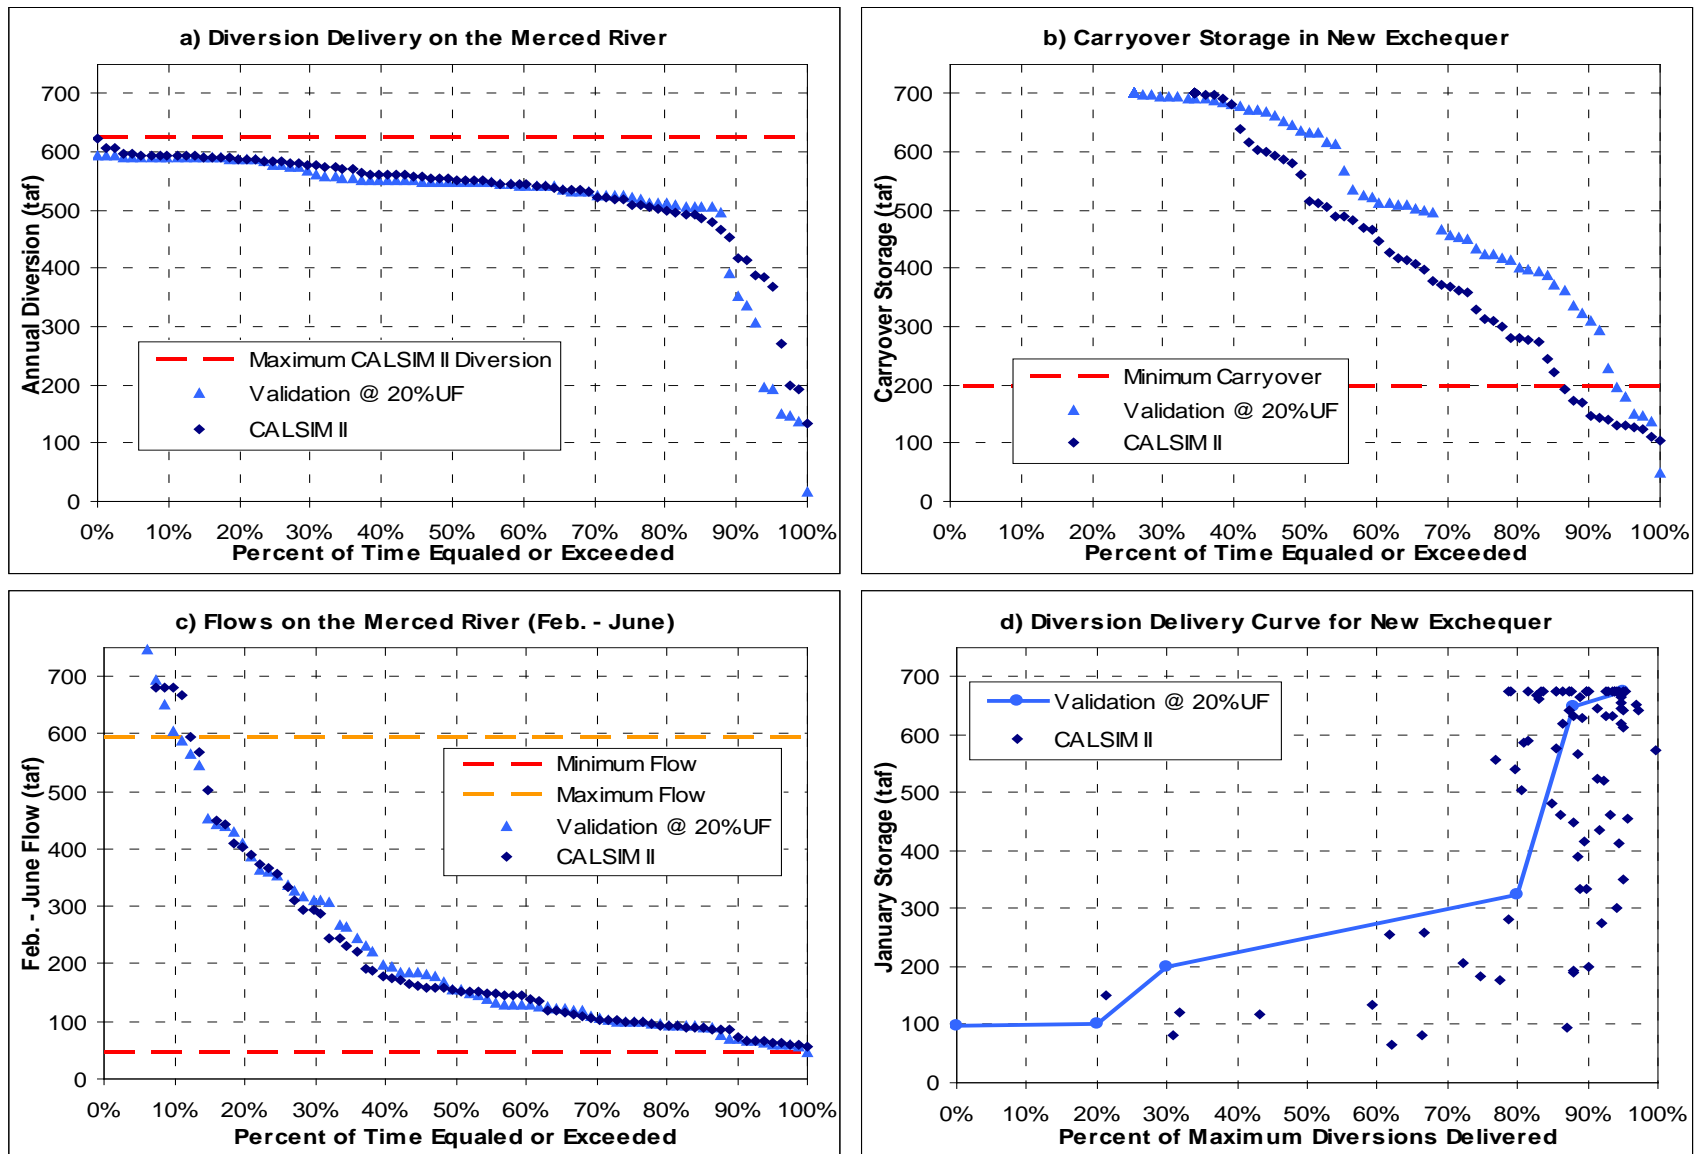 a) Diversion Delivery on the Merced River
700
600
500
400
300
200
100
0
Annual Diversion (taf)
Maximum CALSIM II Diversion
Validation @ 20%UF
CALSIM II
0% 10% 20% 30% 40% 50% 60% 70% 80% 90% 100%
Percent of Time Equaled or Exceeded
b) Carryover Storage in New Exchequer
700
600
500
400
300
200
100
0
Carryover Storage (taf)
Minimum Carryover
Validation @ 20%UF
CALSIM II
0% 10% 20% 30% 40% 50% 60% 70% 80% 90% 100%
Percent of Time Equaled or Exceeded
c) Flows on the Merced River (Feb. - June)
700
600
500
400
300
200
100
0
Feb. - June Flow (taf)
Minimum Flow
Maximum Flow
Validation @ 20%UF
CALSIM II
0% 10% 20% 30% 40% 50% 60% 70% 80% 90% 100%
Percent of Time Equaled or Exceeded
d) Diversion Delivery Curve for New Exchequer
700
600
500
400
300
200
100
0
January Storage (taf)
Validation @ 20%UF
CALSIM II
0% 10% 20% 30% 40% 50% 60% 70% 80% 90% 100%
Percent of Maximum Diversions Delivered